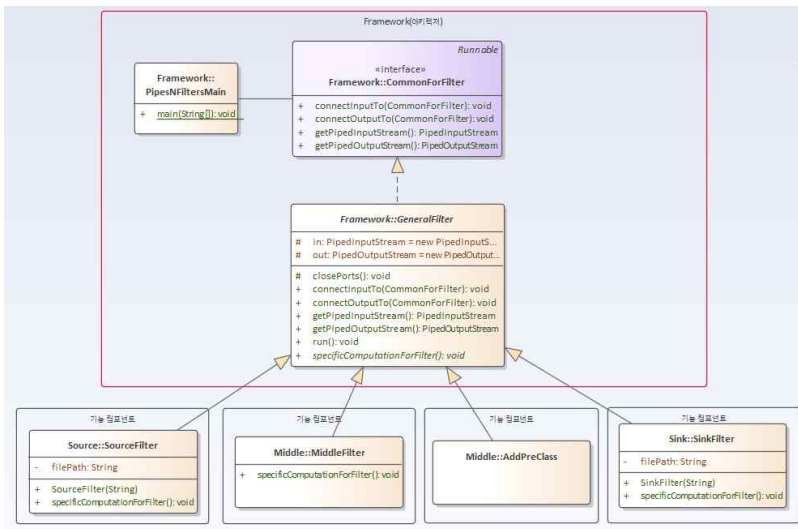 Framework(아키텍처)
Framework::
PipesNFiltersMain
+ main(String[]): void
Runnable
«interface»
Framework::CommonForFilter
+ connectInputTo(CommonForFilter): void
+ connectOutputTo(CommonForFilter): void
+ getPipedInputStream(): PipedInputStream
+ getPipedOutputStream(): PipedOutputStream
Framework::GeneralFilter
# in: PipedInputStream = new PipedInputS...
# out: PipedOutputStream = new PipedOutput...
# closePorts(): void
+ connectInputTo(CommonForFilter): void
+ connectOutputTo(CommonForFilter): void
+ getPipedInputStream(): PipedInputStream
+ getPipedOutputStream(): PipedOutputStream
+ run(): void
+ specificComputationForFilter(): void
기능 컴포넌트
Source::SourceFilter
- filePath: String
+ SourceFilter(String)
+ specificComputationForFilter(): void
기능 컴포넌트
Middle::MiddleFilter
+ specificComputationForFilter(): void
기능 컴포넌트
Middle::AddPreClass
기능 컴포넌트
Sink::SinkFilter
- filePath: String
+ SinkFilter(String)
+ specificComputationForFilter(): void